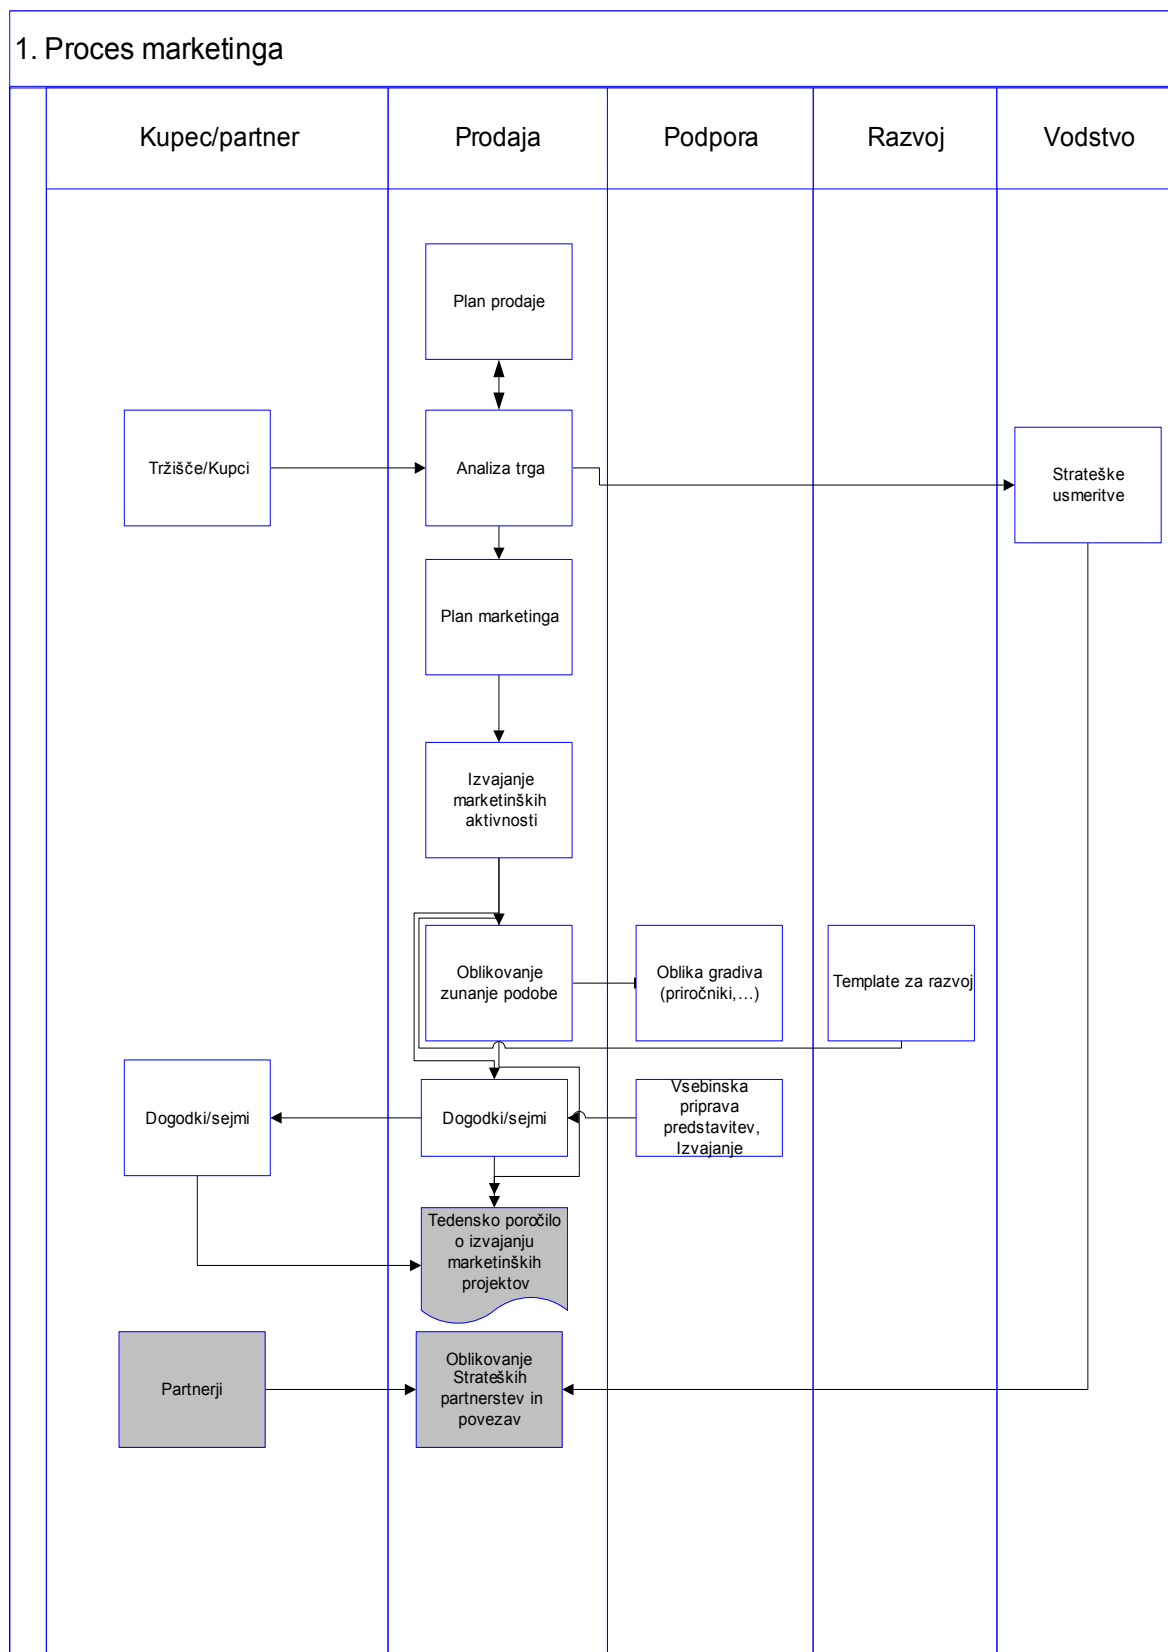 1. Proces marketinga
Kupec/partner
Prodaja
Podpora
Razvoj
Vodstvo
Plan prodaje
Tržišče/Kupci
Analiza trga
Strateške
usmeritve
Plan marketinga
Izvajanje
marketinških
aktivnosti
Oblikovanje
zunanje podobe
Oblika gradiva
(priročniki,...)
Template za razvoj
Dogodki/sejmi
Dogodki/sejmi
Vsebinska
priprava
predstavitev,
Izvajanje
Tedensko poročilo
o izvajanju
marketinških
projektov
Partnerji
Oblikovanje
Strateških
partnerstev in
povezav